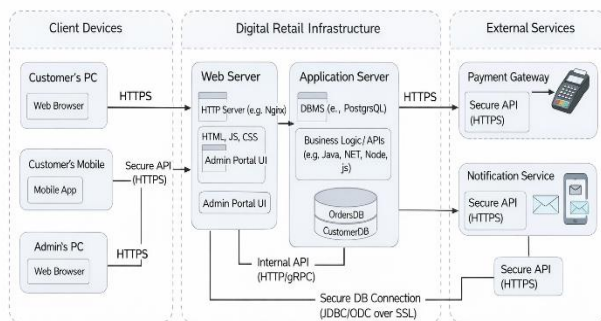 Client Devices
Digital Retail Infrastructure
External Services
Customer's PC
Web Browser
HTTPS
Customer's Mobile
Mobile App
Secure API
(HTTPS)
Admin's PC
Web Browser
HTTPS
Web Server
HTTP Server (e.g. Nginx)
HTML, JS, CSS
Admin Portal UI
Admin Portal UI
Application Server
DBMS (e., PostgrsQL)
Business Logic/APIs
(e.g, Java, NET, Node,
js)
OrdersDB
CustomerDB
Internal API
(HTTP/gRPC)
Secure DB Connection
(JDBC/ODC over SSL)
HTTPS
Payment Gateway
Secure API
(HTTPS)
Notification Service
Secure API
(HTTPS)
Secure API
(HTTPS)